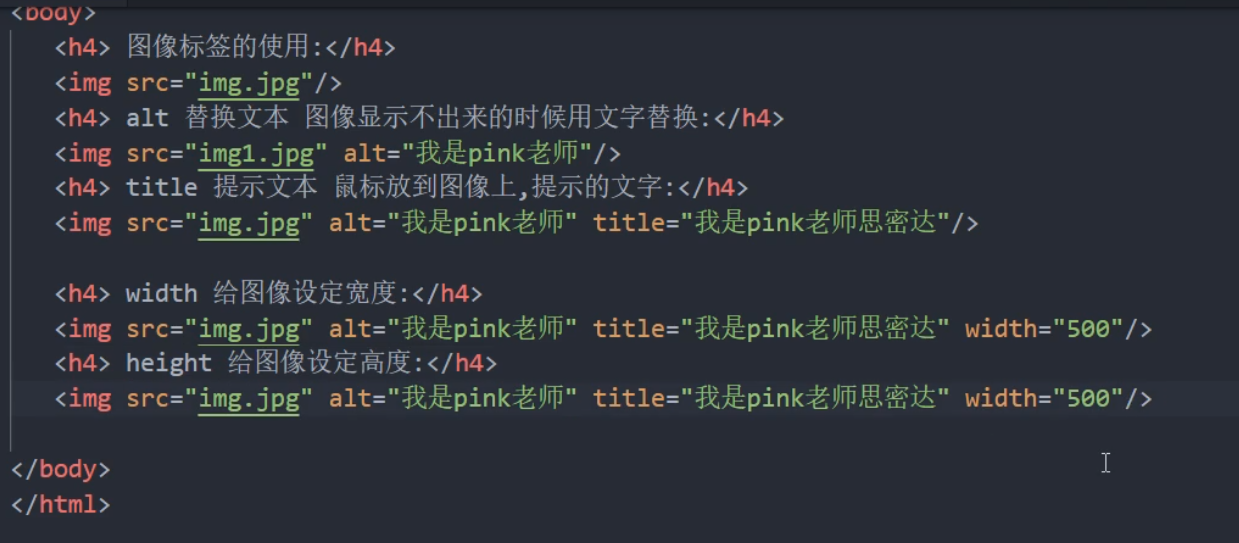 <body>
<h4> 图像标签的使用:</h4>
<img src="img.jpg"/>
<h4> alt 替换文本 图像显示不出来的时候用文字替换:</h4>
<img src="img1.jpg" alt="我是pink老师"/>
<h4> title 提示文本 鼠标放到图像上,提示的文字:</h4>
<img src="img.jpg" alt="我是pink老师" title="我是pink老师思密达"/>
<h4> width 给图像设定宽度:</h4>
<img src="img.jpg" alt="我是pink老师" title="我是pink老师思密达" width="500"/>
<h4> height 给图像设定高度:</h4>
<img src="img.jpg" alt="我是pink老师" title="我是pink老师思密达" width="500"/>
</body>
</html>